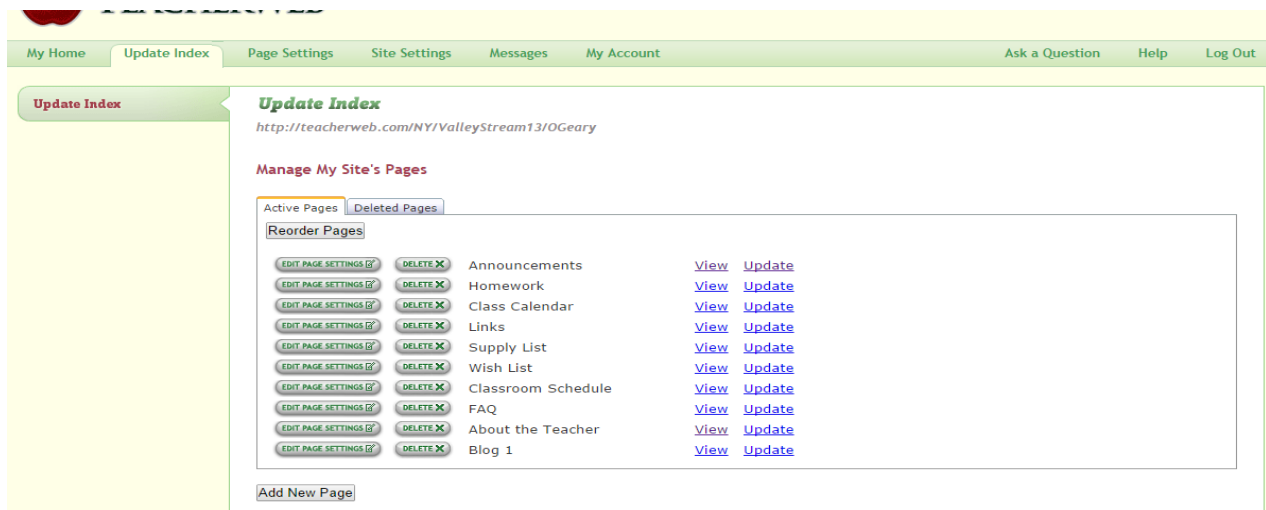 My Home Update Index Page Settings Site Settings Messages My Account Ask a Question Help Log Out
Update Index
Update Index
http://teacherweb.com/NY/ValleyStream13/OGeary
Manage My Site's Pages
Active Pages Deleted Pages
Reorder Pages
EDIT PAGE SETTINGS DELETE X Announcements View Update
EDIT PAGE SETTINGS DELETE X Homework View Update
EDIT PAGE SETTINGS DELETE X Class Calendar View Update
EDIT PAGE SETTINGS DELETE X Links View Update
EDIT PAGE SETTINGS DELETE X Supply List View Update
EDIT PAGE SETTINGS DELETE X Wish List View Update
EDIT PAGE SETTINGS DELETE X Classroom Schedule View Update
EDIT PAGE SETTINGS DELETE X FAQ View Update
EDIT PAGE SETTINGS DELETE X About the Teacher View Update
EDIT PAGE SETTINGS DELETE X Blog 1 View Update
Add New Page